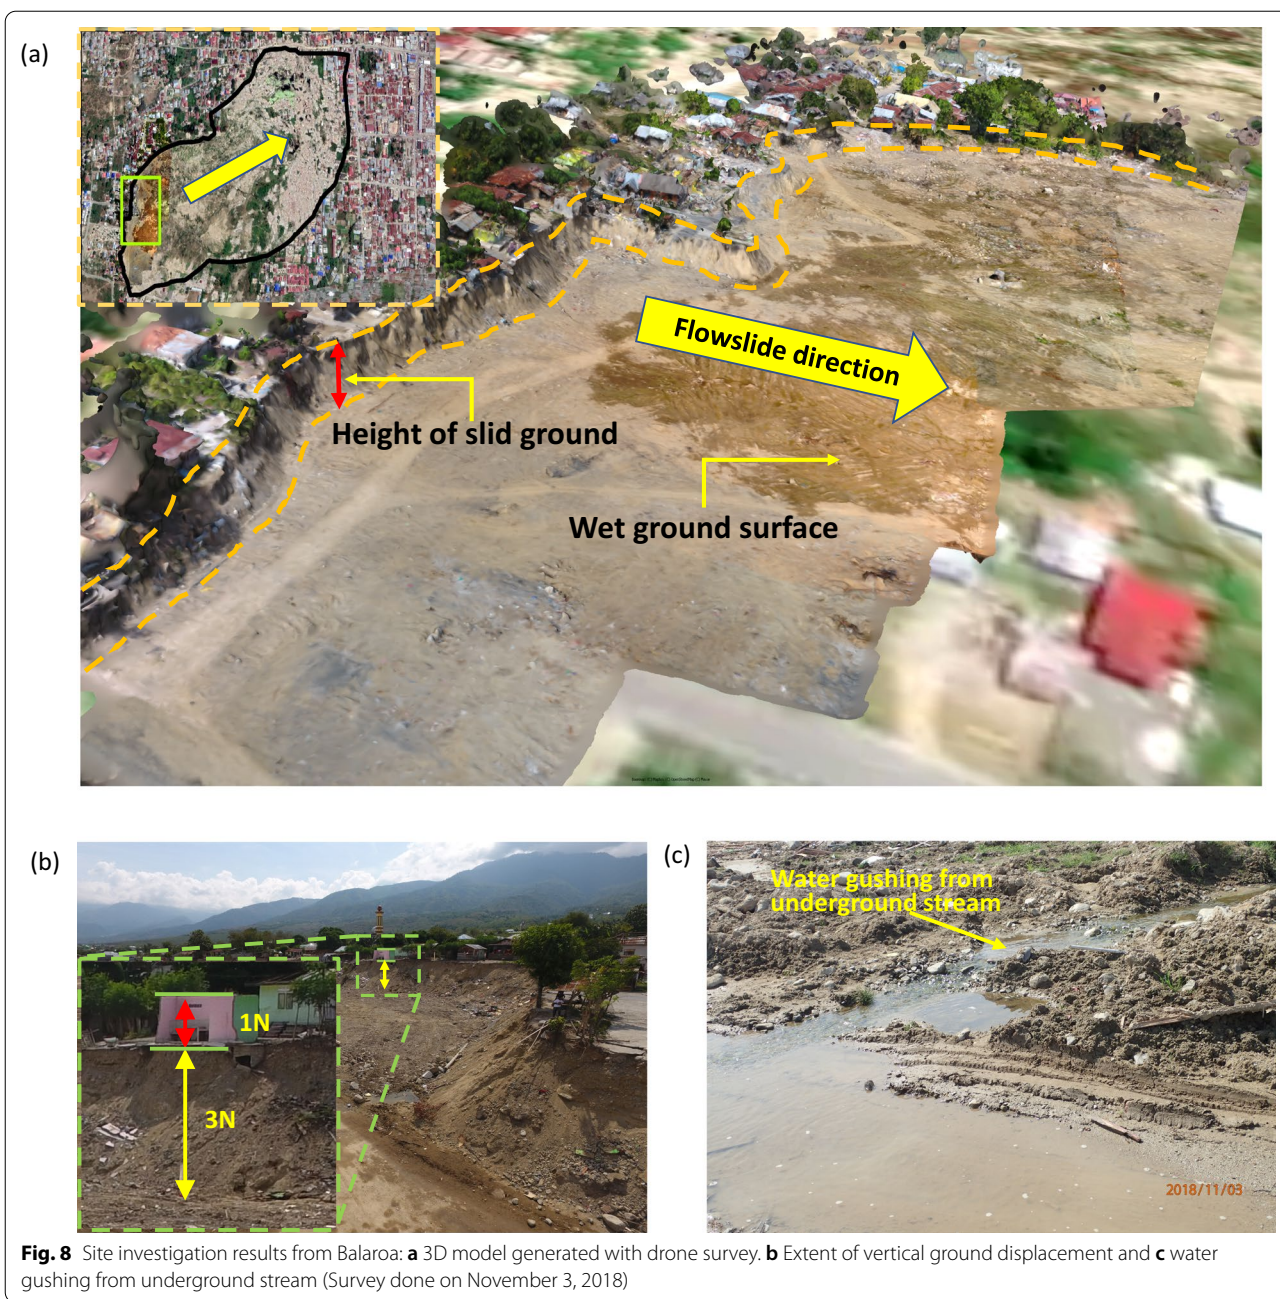 (a)
Flowslide direction
Height of slid ground
Wet ground surface
(b)
1N
3N
(c)
Water gushing from
underground stream
2018/11/03
Fig. 8 Site investigation results from Balaroa: a 3D model generated with drone survey. b Extent of vertical ground displacement and c water
gushing from underground stream (Survey done on November 3, 2018)